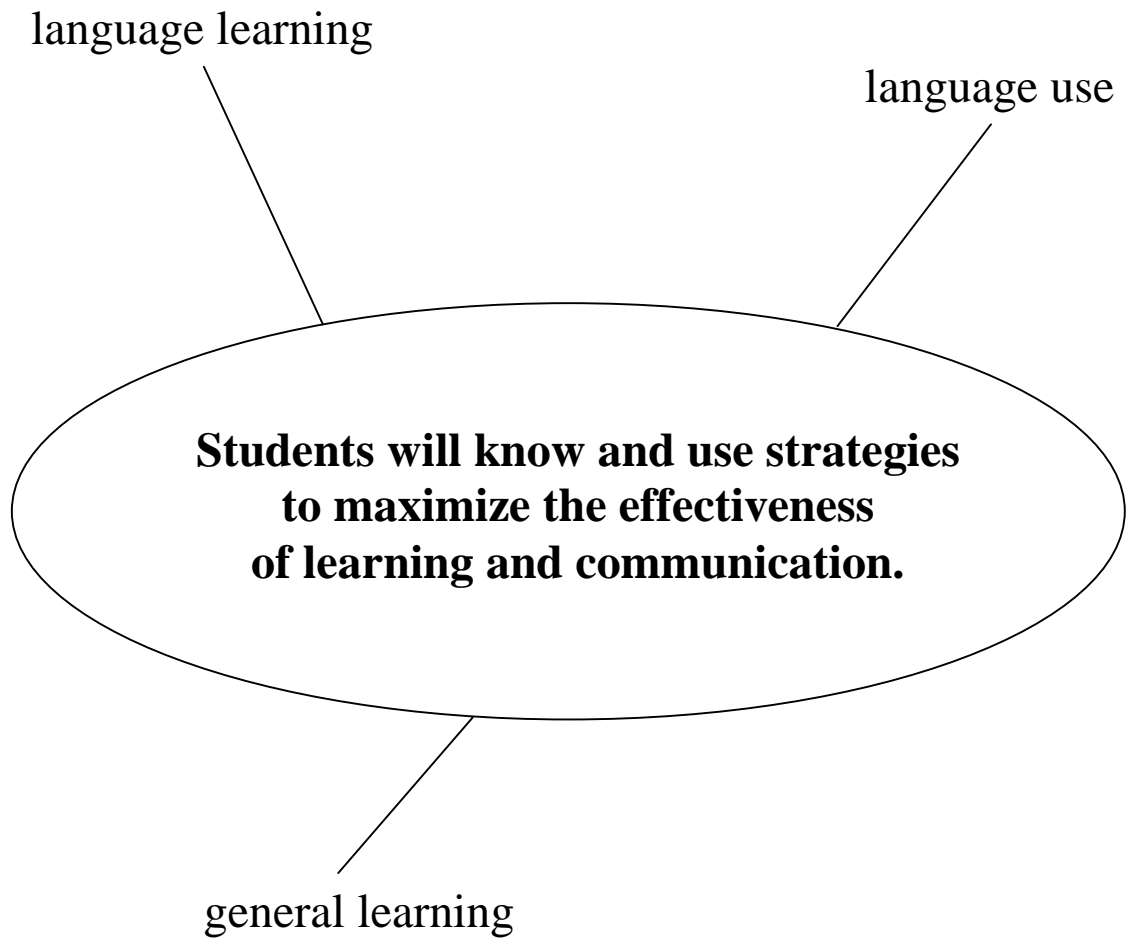 language learning
language use
Students will know and use strategies
to maximize the effectiveness
of learning and communication.
general learning